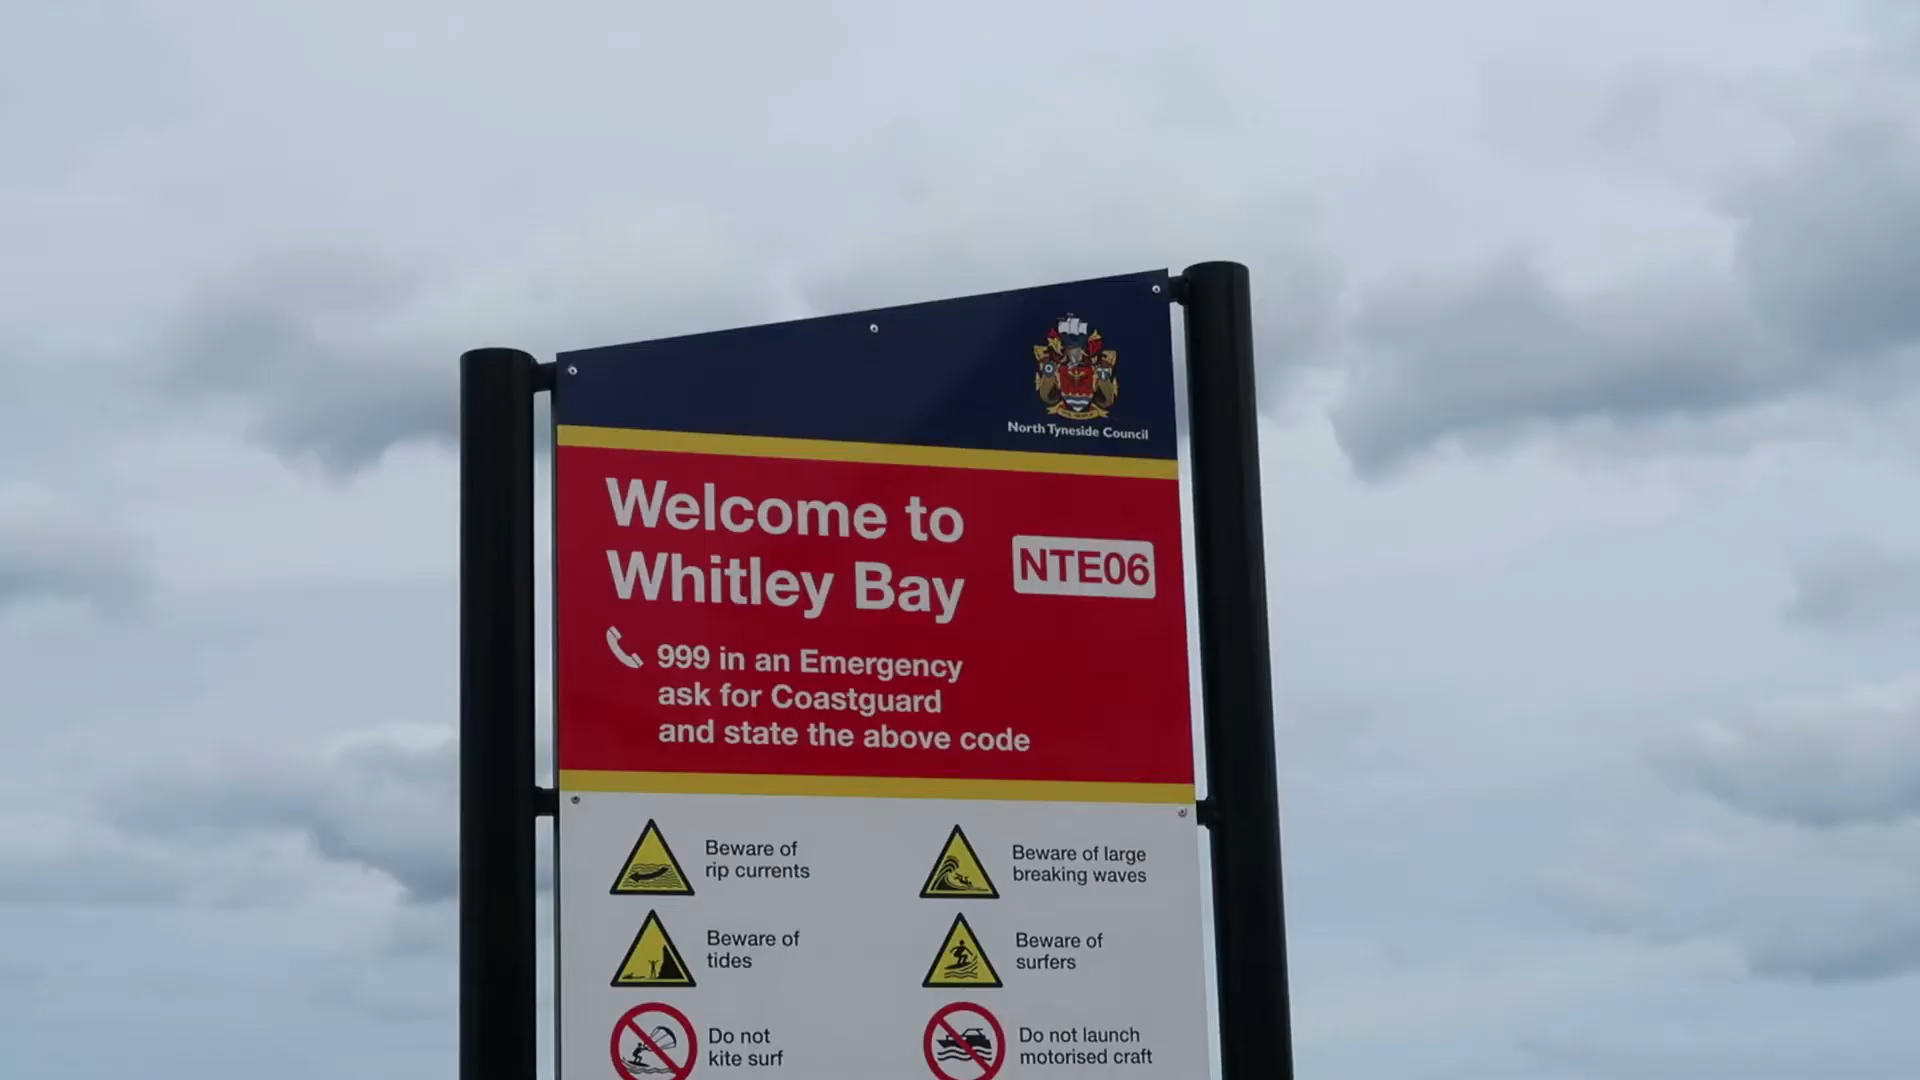 North Tyneside Council
Welcome to
Whitley Bay
NTE06
999 in an Emergency
ask for Coastguard
and state the above code
Beware of
rip currents
Beware of large
breaking waves
Beware of
tides
Beware of
surfers
Do not
kite surf
Do not launch
motorised craft